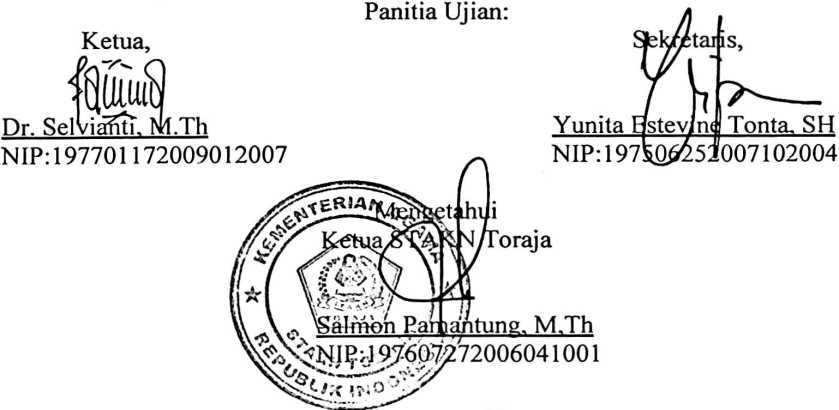 Panitia Ujian:
Ketua,
Sekretaris,
Dr. Selvianti, M.Th
NIP:197701172009012007
Yunita Estevine Tonta, SH
NIP:197506252007102004
Mengetahui
Ketua STAKN Toraja
Salmon Pamantung, M,Th
NIP:197607272006041001
KEMENTERIAN AGAMA
REPUBLIK INDONESIA